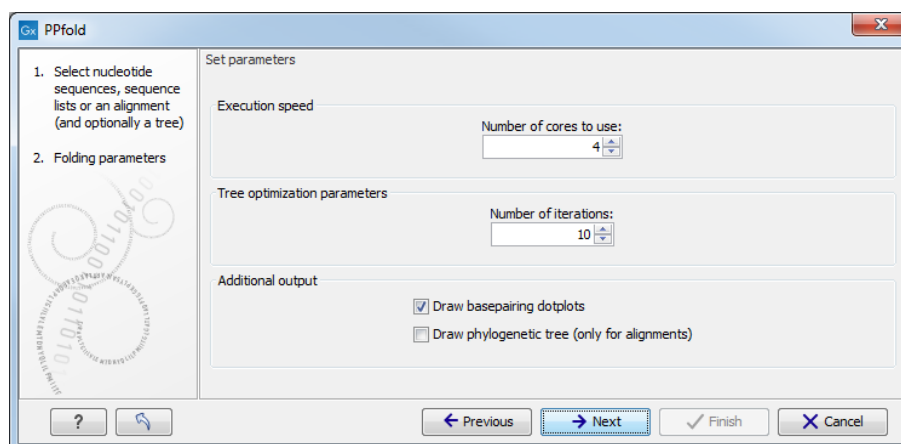 Gx PPfold
1. Select nucleotide
sequences, sequence
lists or an alignment
(and optionally a tree)
2. Folding parameters
Set parameters
Execution speed
Number of cores to use:
4
Tree optimization parameters
Number of iterations:
10
Additional output
Draw basepairing dotplots
Draw phylogenetic tree (only for alignments)
? Previous Next Finish Cancel